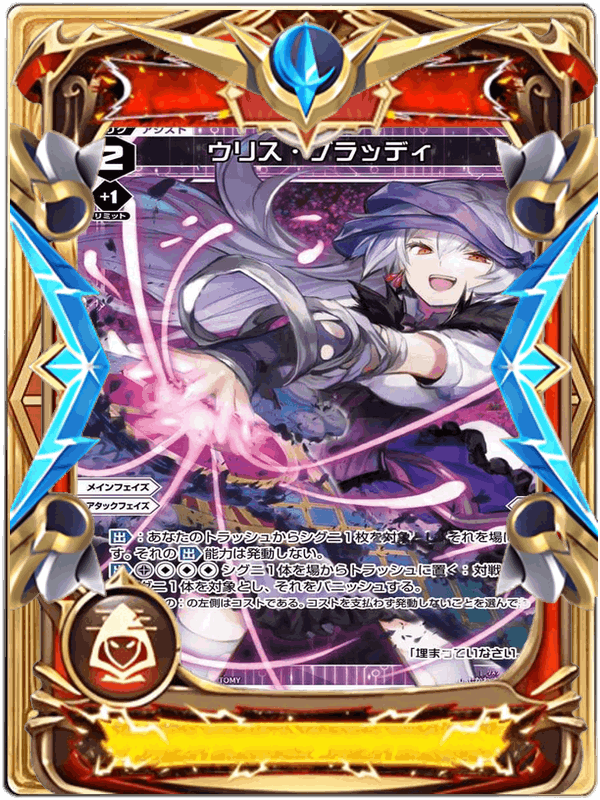 アシスト
2
ウリス・ブラッディ
+1
リミット
メインフェイズ
アタックフェイズ
出:あなたのトラッシュからシグニ1枚を対象とし、それを場に
す。それの 出 能力は発動しない。
出 シグニ1体を場からトラッシュに置く:対戦
グニ1体を対象とし、それをバニッシュする。
の:の左側はコストである。コストを支払わず発動しないことを選んで
「埋まっていなさい
TOMY